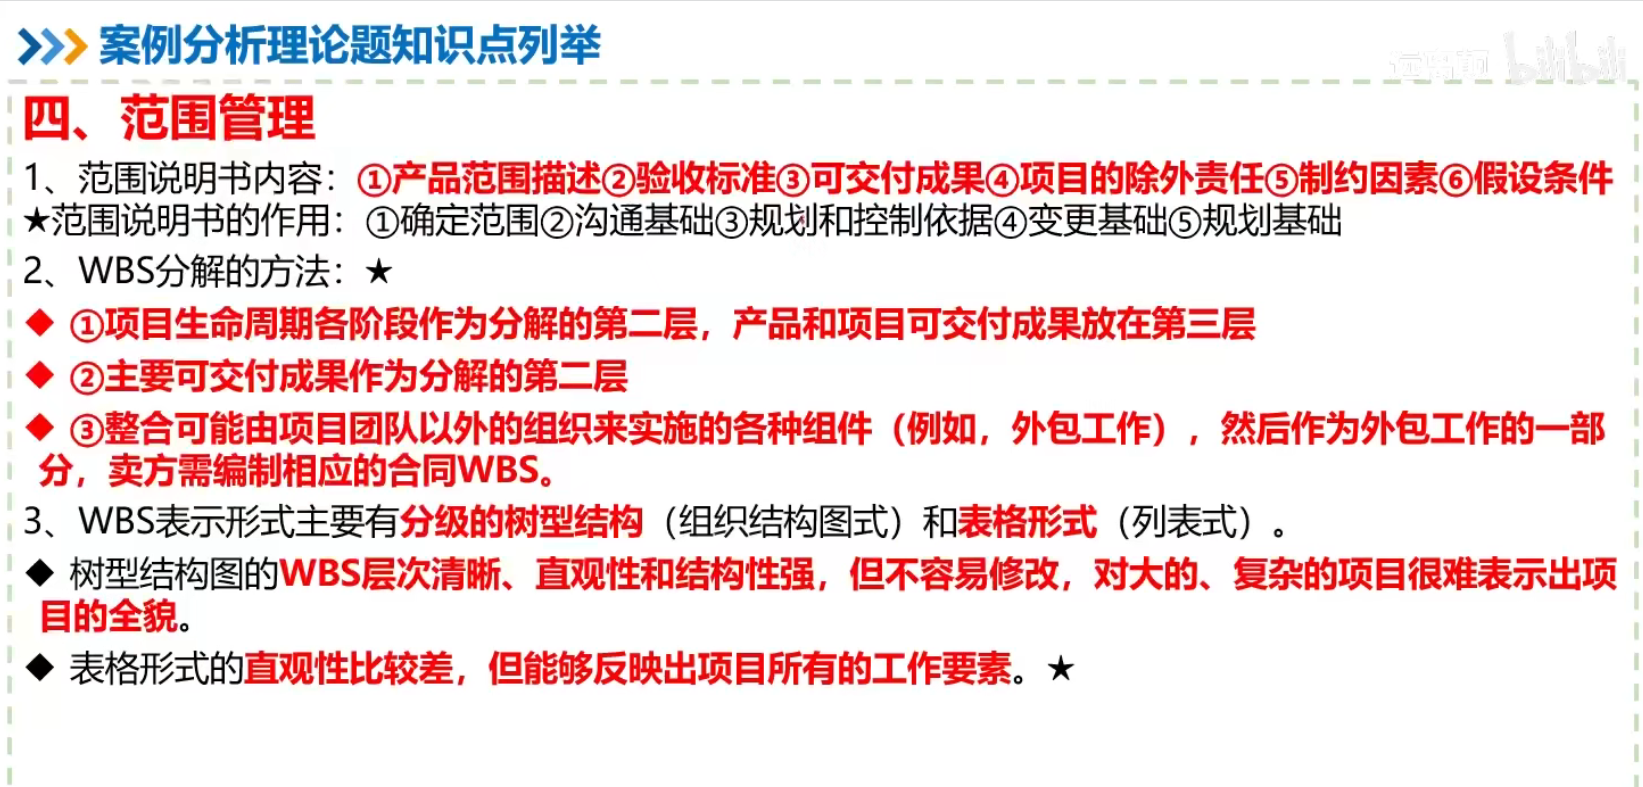 案例分析理论题知识点列举
bilibili
四、范围管理
1、范围说明书内容：①产品范围描述②验收标准③可交付成果④项目的除外责任⑤制约因素⑥假设条件
★范围说明书的作用：①确定范围②沟通基础③规划和控制依据④变更基础⑤规划基础
2、WBS分解的方法：★
◆ ①项目生命周期各阶段作为分解的第二层，产品和项目可交付成果放在第三层
◆ ②主要可交付成果作为分解的第二层
◆ ③整合可能由项目团队以外的组织来实施的各种组件（例如，外包工作），然后作为外包工作的一部
分，卖方需编制相应的合同WBS。
3、WBS表示形式主要有分级的树型结构（组织结构图式）和表格形式（列表式）。
◆ 树型结构图的WBS层次清晰、直观性和结构性强，但不容易修改，对大的、复杂的项目很难表示出项
目的全貌。
◆ 表格形式的直观性比较差，但能够反映出项目所有的工作要素。★